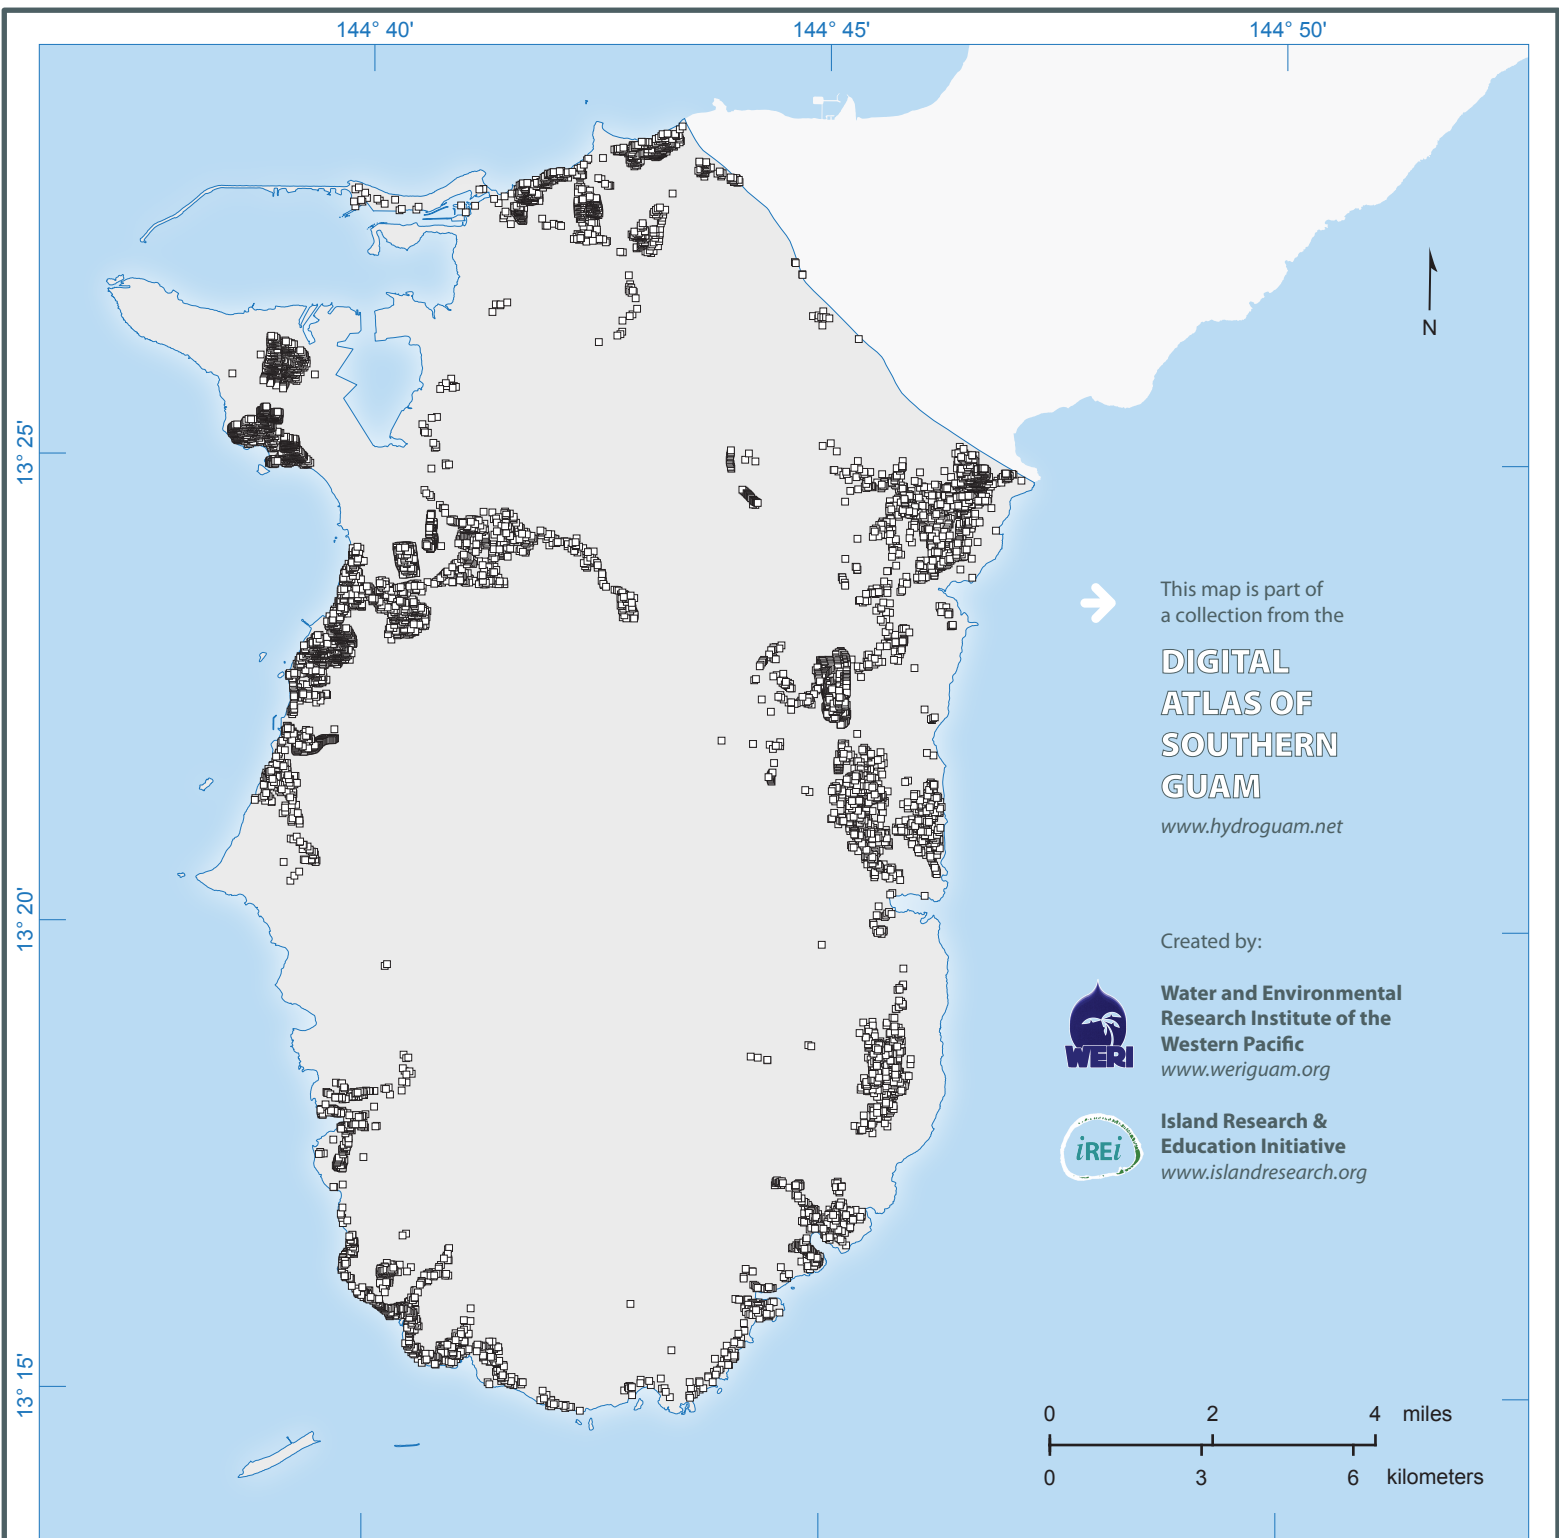 144° 40'
144° 45'
144° 50'
N
13° 25'
This map is part of
a collection from the
DIGITAL
ATLAS OF
SOUTHERN
GUAM
www.hydroguam.net
13° 20'
Created by:
Water and Environmental
Research Institute of the
Western Pacific
www.weriguam.org
WERI
Island Research &
Education Initiative
www.islandresearch.org
iREi
13° 15'
0 2 4 miles
0 3 6 kilometers